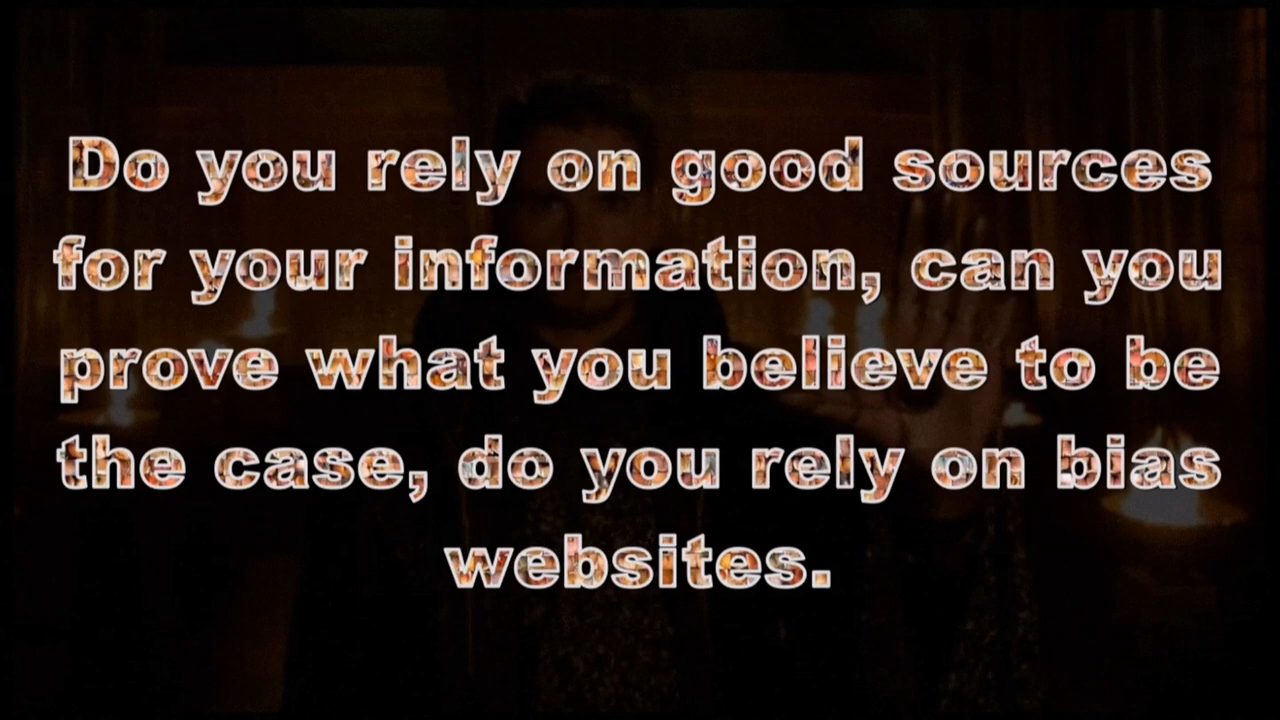 Do you rely on good sources
for your information, can you
prove what you believe to be
the case, do you rely on bias
websites.